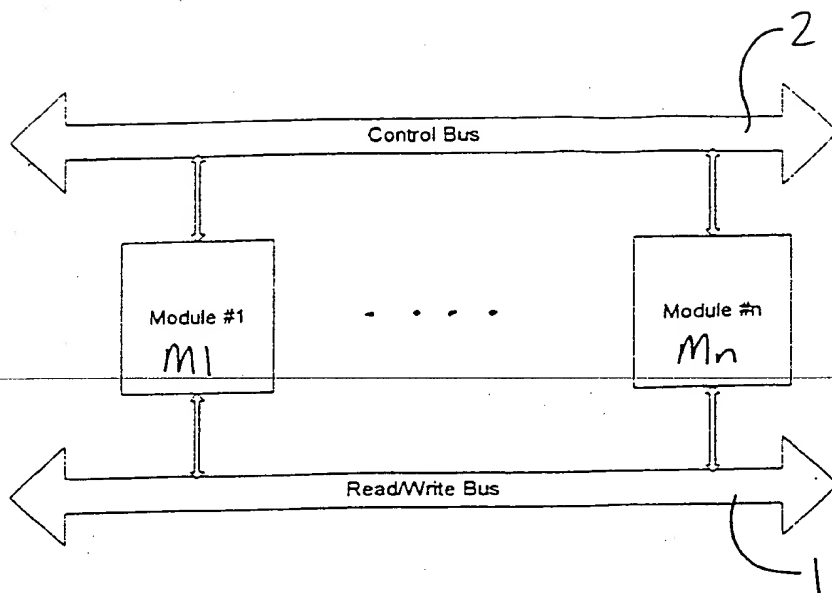 2
Control Bus
Module #1
M1
Module #n
Mn
Read/Write Bus
1